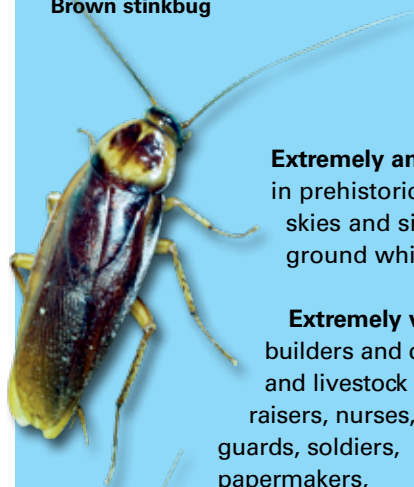 Brown stinkbug
Extremely an
in prehistoric
skies and si
ground whi
Extremely v
builders and
and livestock
raisers, nurses,
guards, soldiers,
papermakers,